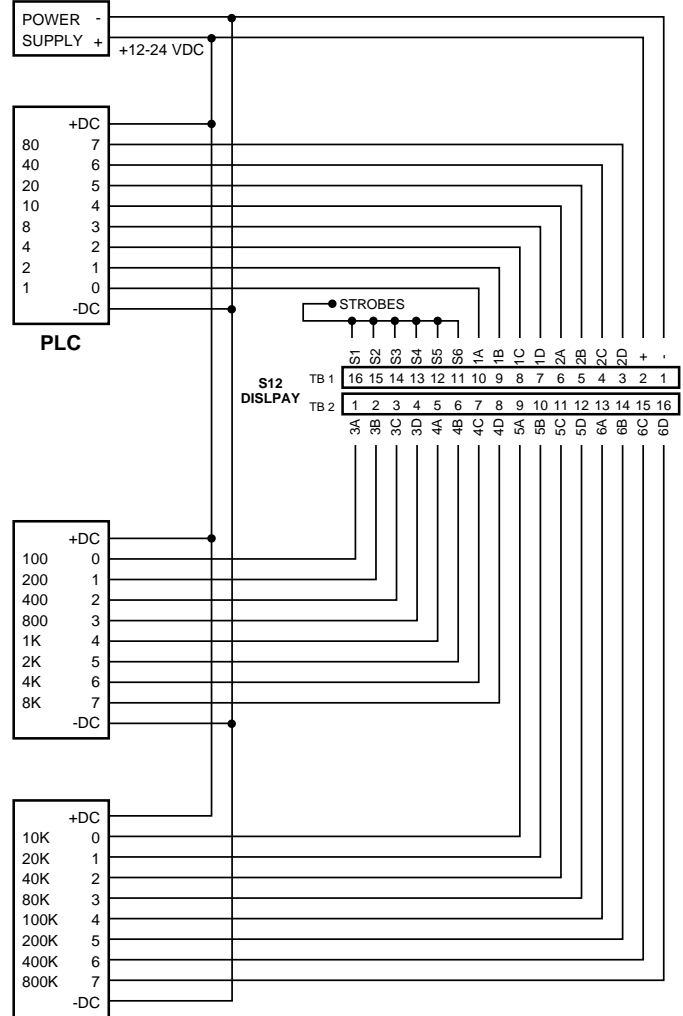 POWER -
SUPPLY +
+12-24 VDC
+DC
80 7
40 6
20 5
10 4
8 3
4 2
2 1
1 0
-DC
PLC
STROBES
S1 S2 S3 S4 S5 S6 1A 1B 1C 1D 2A 2B 2C 2D + -
S12
DISLPAY
TB 1 16 15 14 13 12 11 10 9 8 7 6 5 4 3 2 1
TB 2 1 2 3 4 5 6 7 8 9 10 11 12 13 14 15 16
3A 3B 3C 3D 4A 4B 4C 4D 5A 5B 5C 5D 6A 6B 6C 6D
+DC
100 0
200 1
400 2
800 3
1K 4
2K 5
4K 6
8K 7
-DC
+DC
10K 0
20K 1
40K 2
80K 3
100K 4
200K 5
400K 6
800K 7
-DC